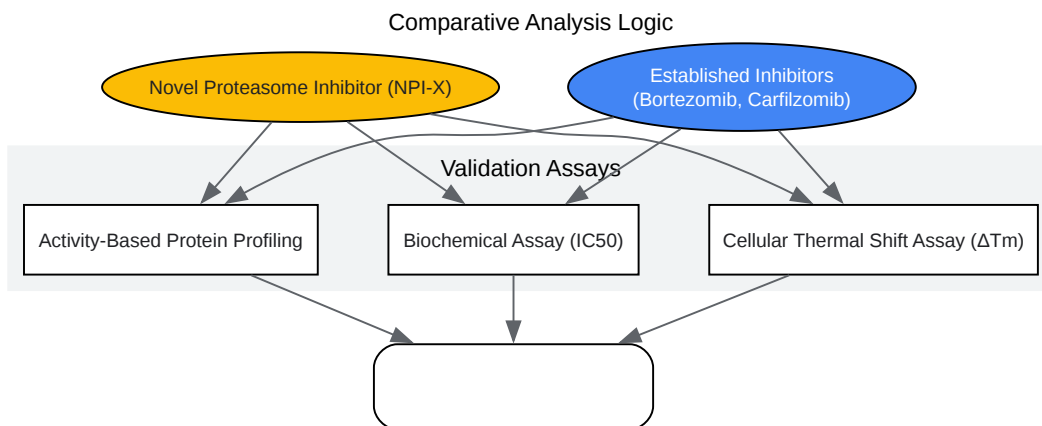 Comparative Analysis Logic
Novel Proteasome Inhibitor (NPI-X)
Established Inhibitors
(Bortezomib, Carfilzomib)
Validation Assays
Activity-Based Protein Profiling
Biochemical Assay (IC50)
Cellular Thermal Shift Assay (ΔTm)